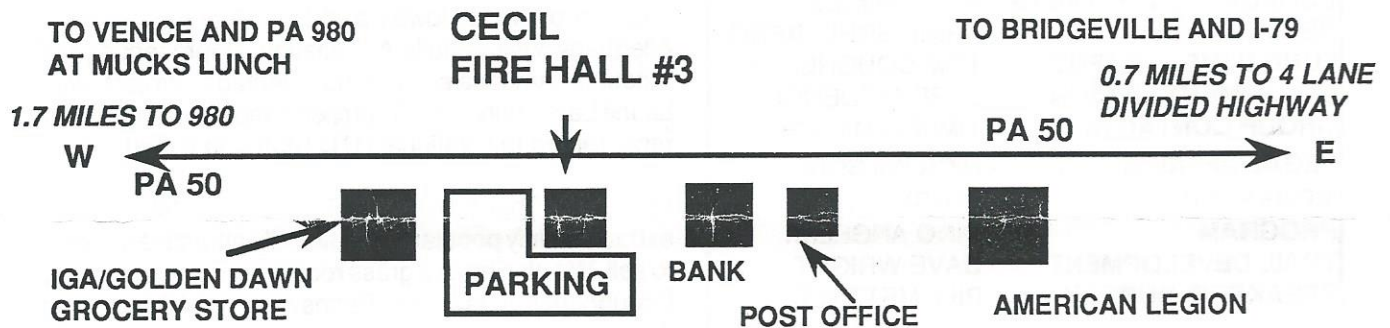 TO VENICE AND PA 980
AT MUCKS LUNCH
CECIL
FIRE HALL #3
TO BRIDGEVILLE AND I-79
1.7 MILES TO 980
0.7 MILES TO 4 LANE
DIVIDED HIGHWAY
W
PA 50
PA 50
E
IGA/GOLDEN DAWN
GROCERY STORE
PARKING
BANK
POST OFFICE
AMERICAN LEGION